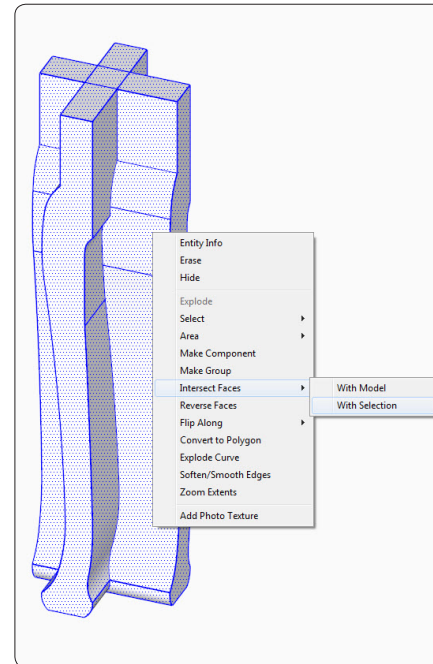 Entity Info
Erase
Hide
Explode
Select
Area
Make Component
Make Group
Intersect Faces
With Model
Reverse Faces
With Selection
Flip Along
Convert to Polygon
Explode Curve
Soften/Smooth Edges
Zoom Extents
Add Photo Texture